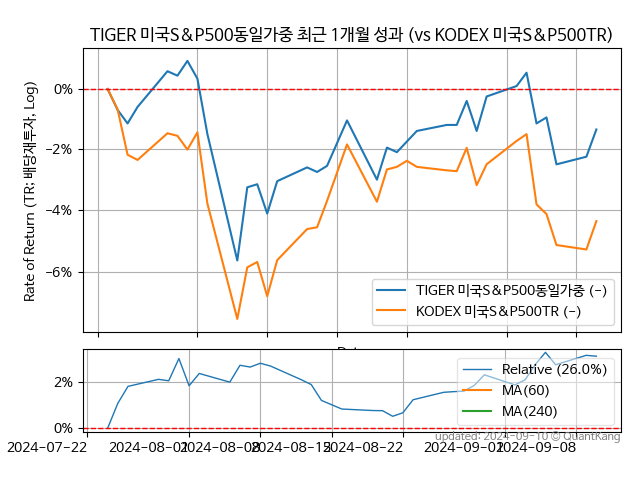 TIGER 미국S&P500동일가중 최근 1개월 성과 (vs KODEX 미국S&P500TR)
Rate of Return (TR: 배당재투자, Log)
0%
−2%
−4%
−6%
TIGER 미국S&P500동일가중 (-)
KODEX 미국S&P500TR (-)
2%
0%
Relative (26.0%)
MA(60)
MA(240)
updated: 2024-09-10 © QuantKang
2024-07-22
2024-08-01
2024-08-08
2024-08-15
2024-08-22
2024-09-01
2024-09-08